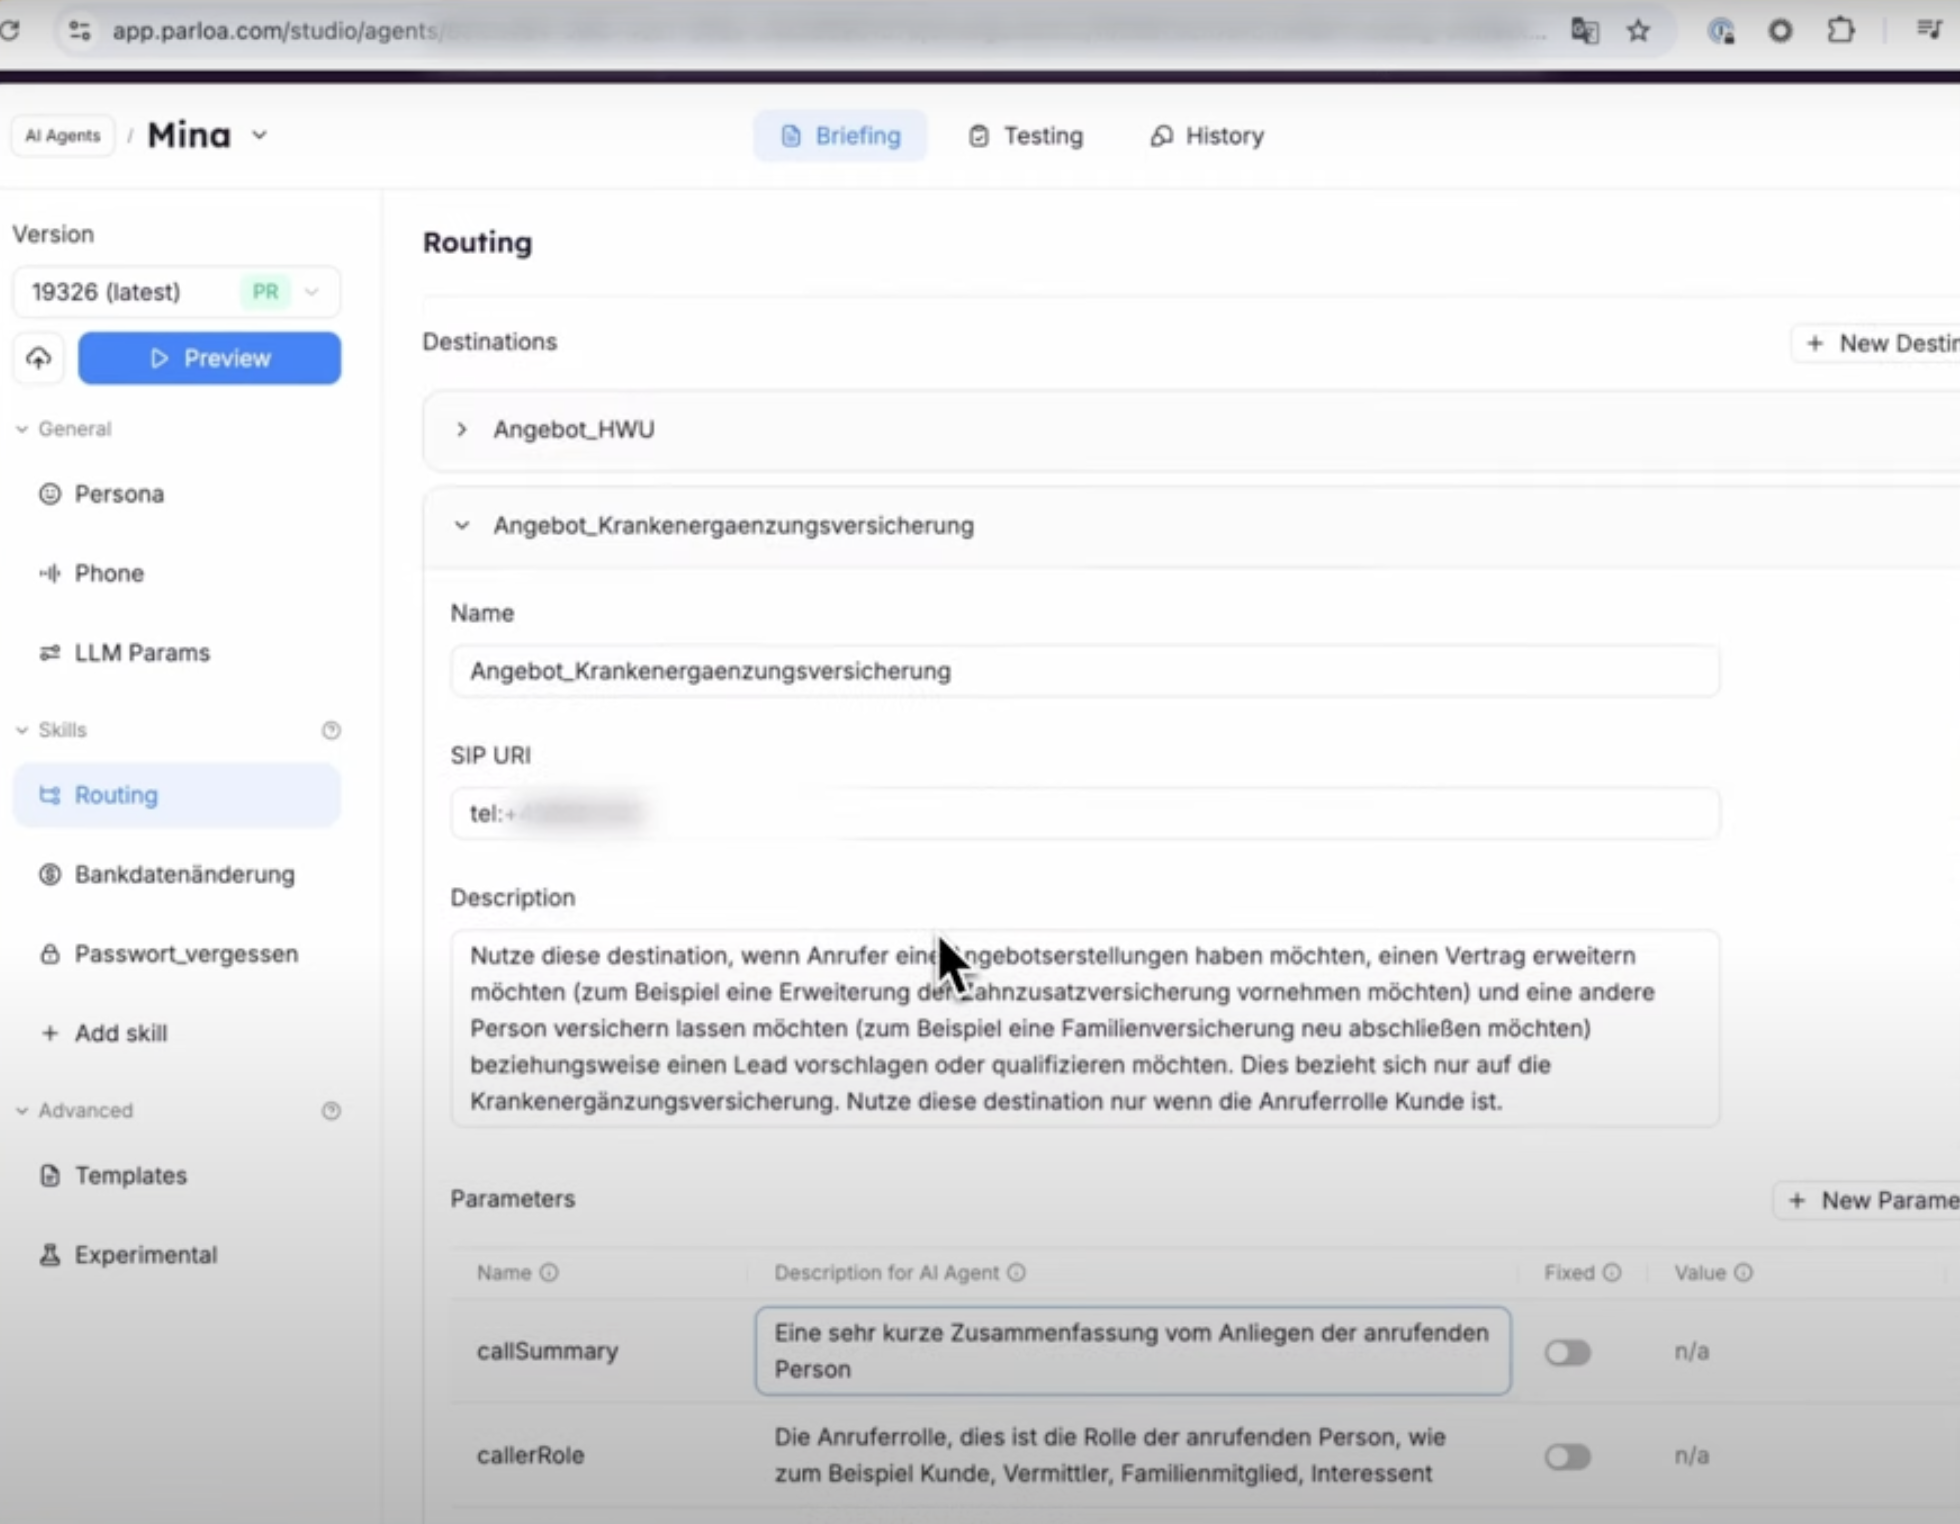 app.parloa.com/studio/agents/
AI Agents / Mina
Briefing
Testing
History
Version
19326 (latest) PR
Preview
General
Persona
Phone
LLM Params
Skills
Routing
Bankdatenänderung
Passwort_vergessen
+ Add skill
Advanced
Templates
Experimental
Routing
Destinations
+ New Destin
Angebot_HWU
Angebot_Krankenergaenzungsversicherung
Name
Angebot_Krankenergaenzungsversicherung
SIP URI
tel:+
Description
Nutze diese destination, wenn Anrufer eine ngebotserstellungen haben möchten, einen Vertrag erweitern
möchten (zum Beispiel eine Erweiterung der Zahnzusatzversicherung vornehmen möchten) und eine andere
Person versichern lassen möchten (zum Beispiel eine Familienversicherung neu abschließen möchten)
beziehungsweise einen Lead vorschlagen oder qualifizieren möchten. Dies bezieht sich nur auf die
Krankenergänzungsversicherung. Nutze diese destination nur wenn die Anruferrolle Kunde ist.
Parameters
+ New Parame
Name Description for AI Agent Fixed Value
callSummary
Eine sehr kurze Zusammenfassung vom Anliegen der anrufenden
Person
n/a
callerRole
Die Anruferrolle, dies ist die Rolle der anrufenden Person, wie
zum Beispiel Kunde, Vermittler, Familienmitglied, Interessent
n/a